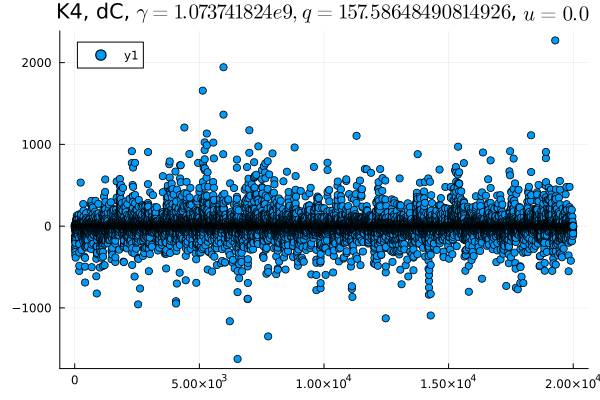 K4, dC, γ = 1.073741824e9, q = 157.58648490814926, u = 0.0
y1
2000
1000
0
−1000
0 5.00×10³ 1.00×10⁴ 1.50×10⁴ 2.00×10⁴